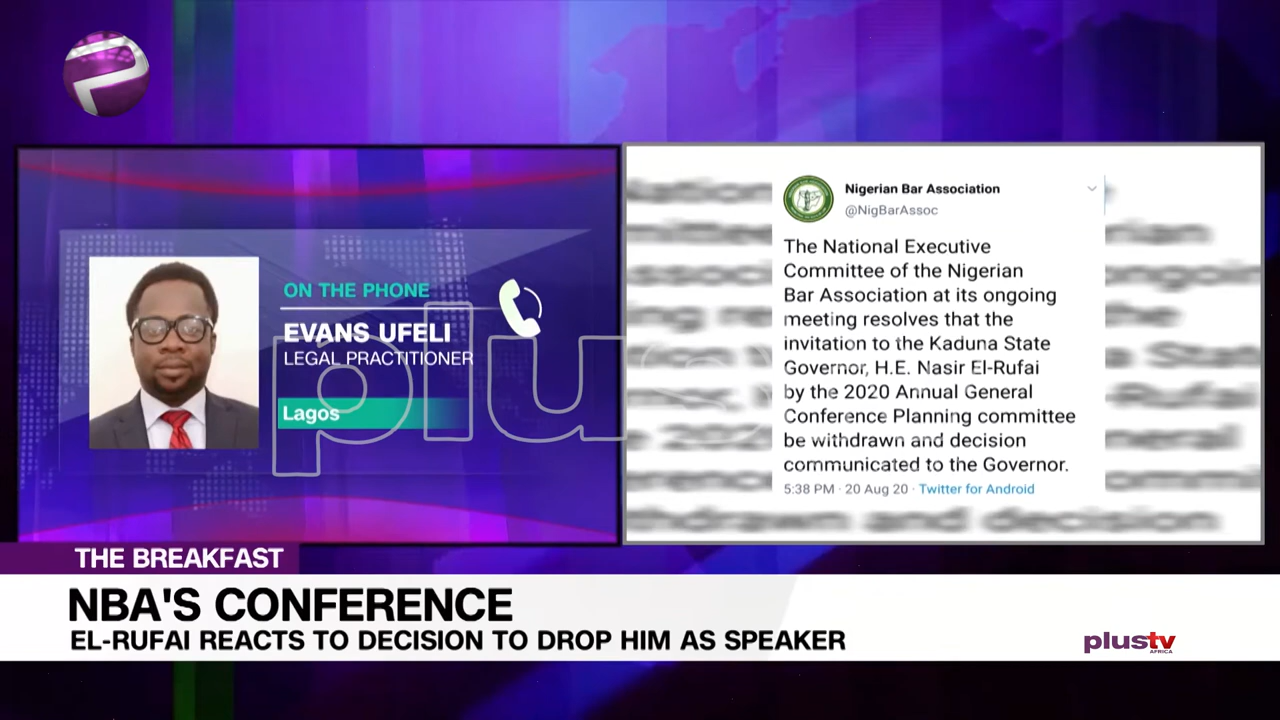 ON THE PHONE
EVANS UFELI
LEGAL PRACTITIONER
Lagos
plus
Nigerian Bar Association
@NigBarAssoc
The National Executive
Committee of the Nigerian
Bar Association at its ongoing
meeting resolves that the
invitation to the Kaduna State
Governor, H.E. Nasir El-Rufai
by the 2020 Annual General
Conference Planning committee
be withdrawn and decision
communicated to the Governor.
5:38 PM · 20 Aug 20 · Twitter for Android
THE BREAKFAST
NBA'S CONFERENCE
EL-RUFAI REACTS TO DECISION TO DROP HIM AS SPEAKER
plustv
AFRICA